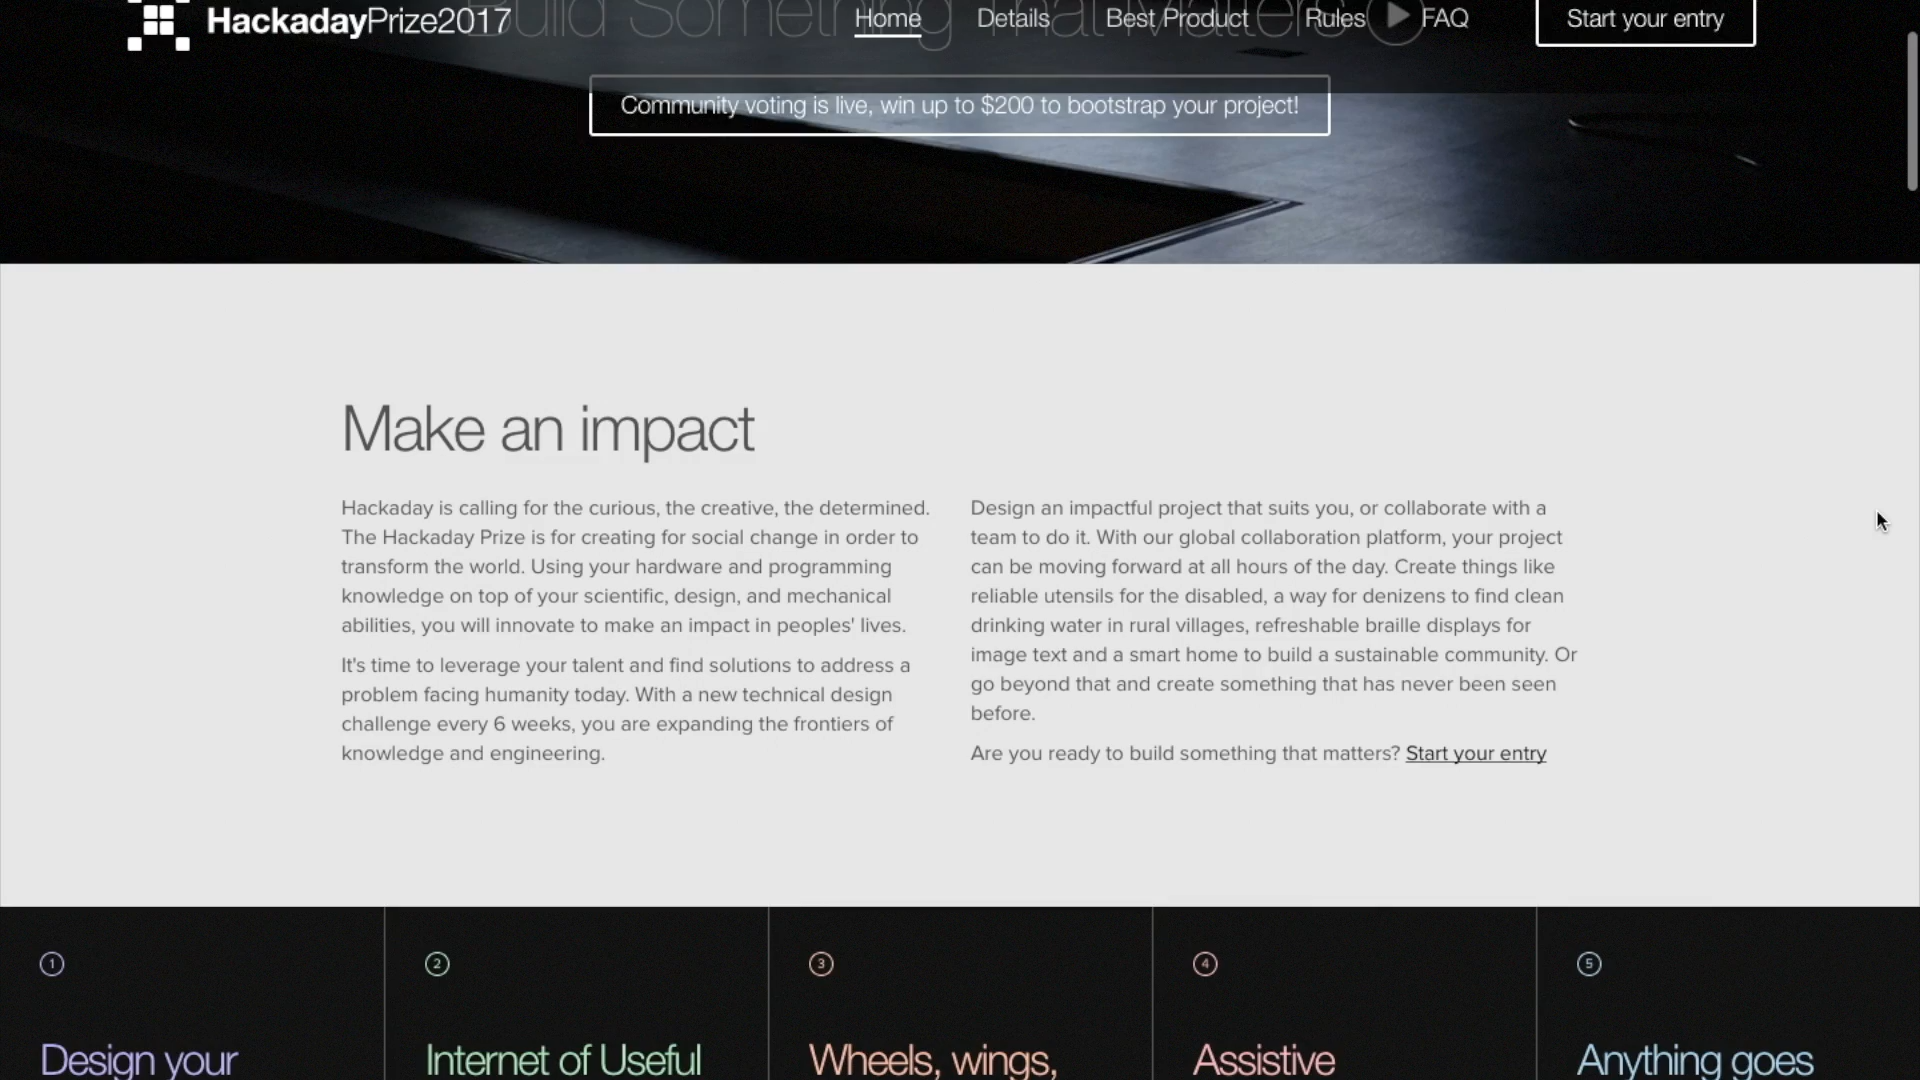 Build Something That Matters
HackadayPrize2017
Home
Details
Best Product
Rules
FAQ
Start your entry
Community voting is live, win up to $200 to bootstrap your project!
Make an impact
Hackaday is calling for the curious, the creative, the determined.
The Hackaday Prize is for creating for social change in order to
transform the world. Using your hardware and programming
knowledge on top of your scientific, design, and mechanical
abilities, you will innovate to make an impact in peoples' lives.
It's time to leverage your talent and find solutions to address a
problem facing humanity today. With a new technical design
challenge every 6 weeks, you are expanding the frontiers of
knowledge and engineering.
Design an impactful project that suits you, or collaborate with a
team to do it. With our global collaboration platform, your project
can be moving forward at all hours of the day. Create things like
reliable utensils for the disabled, a way for denizens to find clean
drinking water in rural villages, refreshable braille displays for
image text and a smart home to build a sustainable community. Or
go beyond that and create something that has never been seen
before.
Are you ready to build something that matters? Start your entry
1
Design your
2
Internet of Useful
3
Wheels, wings,
4
Assistive
5
Anything goes